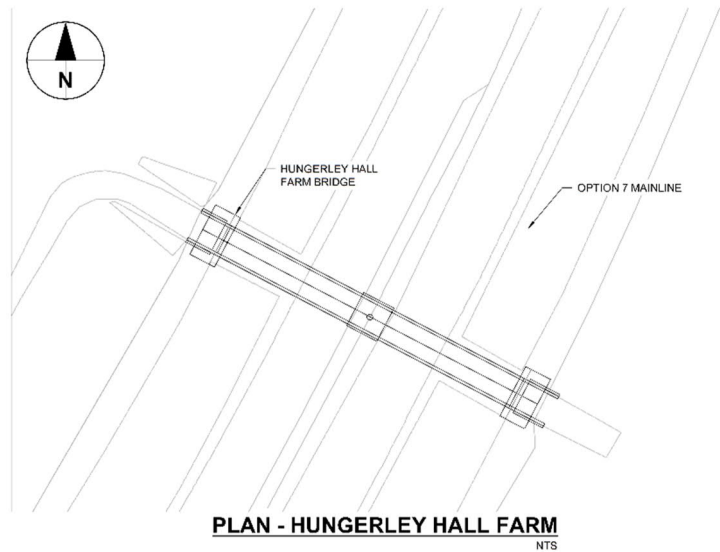 N
HUNGERLEY HALL
FARM BRIDGE
OPTION 7 MAINLINE
PLAN - HUNGERLEY HALL FARM
NTS